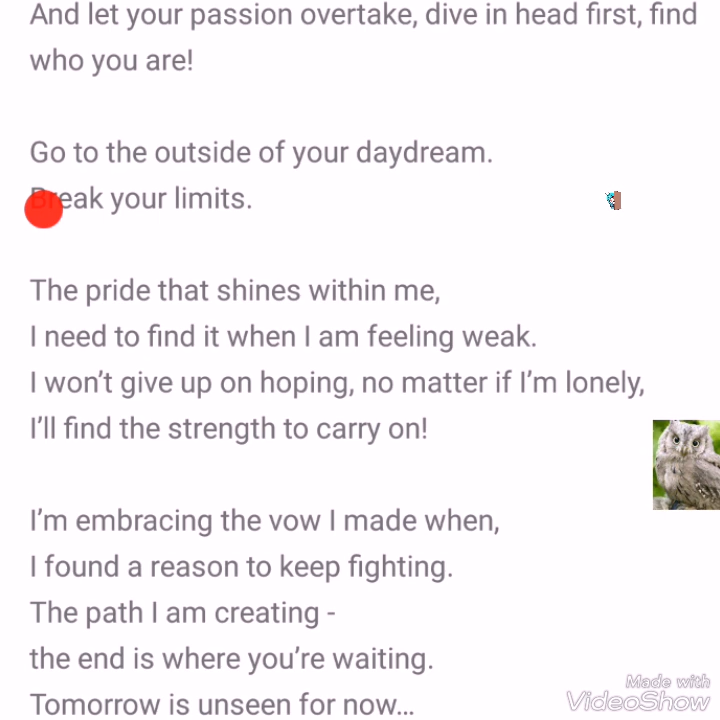 And let your passion overtake, dive in head first, find
who you are!
Go to the outside of your daydream.
Break your limits.
The pride that shines within me,
I need to find it when I am feeling weak.
I won’t give up on hoping, no matter if I’m lonely,
I’ll find the strength to carry on!
I’m embracing the vow I made when,
I found a reason to keep fighting.
The path I am creating -
the end is where you’re waiting.
Tomorrow is unseen for now...
Made with
VideoShow